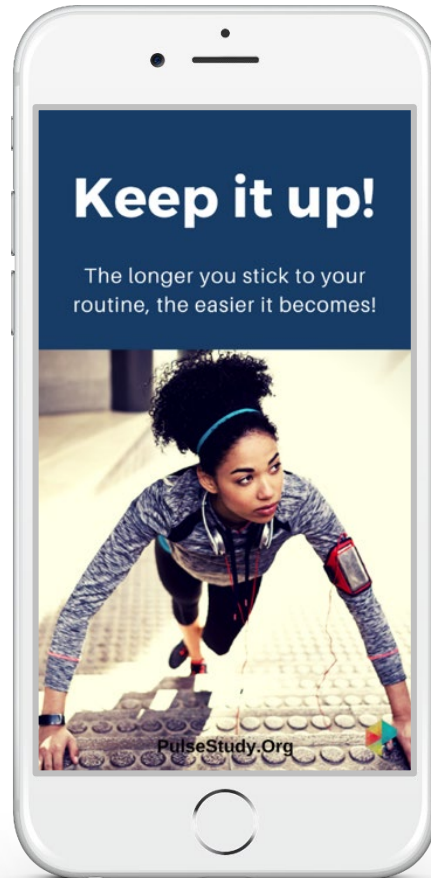 Keep it up!
The longer you stick to your
routine, the easier it becomes!
PulseStudy.Org